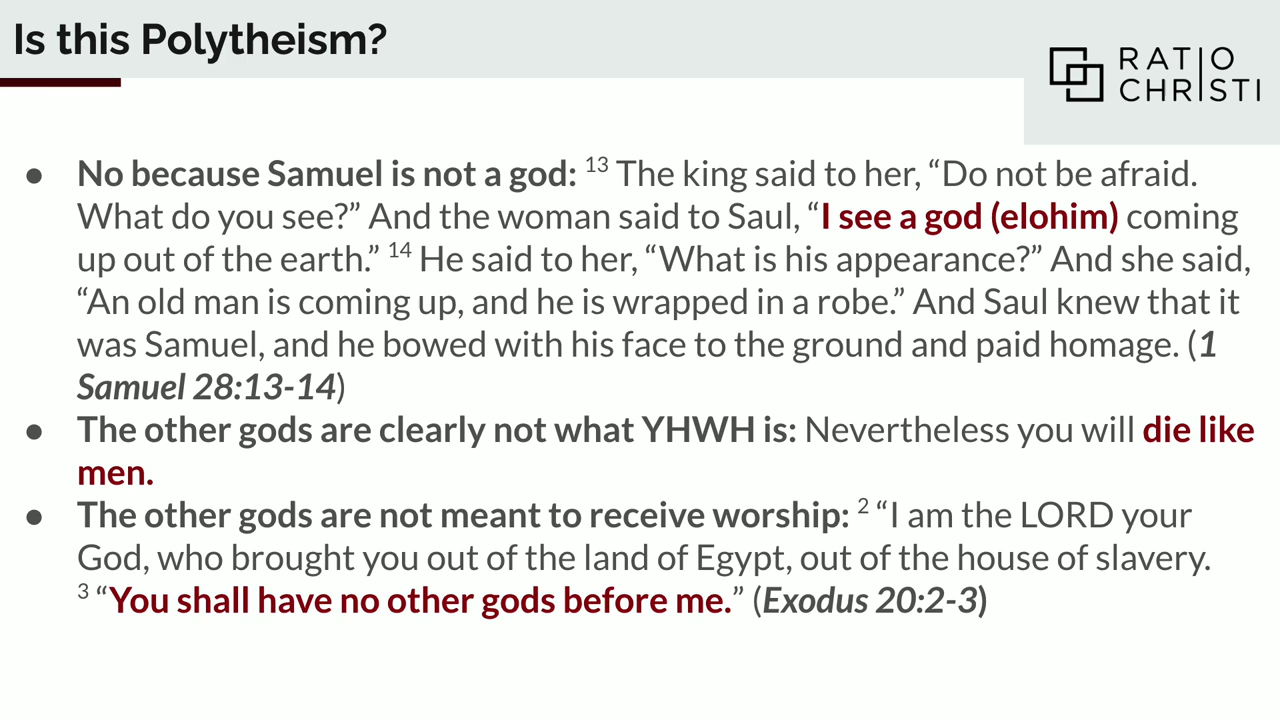 Is this Polytheism?
RATIO
CHRISTI
● No because Samuel is not a god: 13 The king said to her, “Do not be afraid.
What do you see?” And the woman said to Saul, “I see a god (elohim) coming
up out of the earth.” 14 He said to her, “What is his appearance?” And she said,
“An old man is coming up, and he is wrapped in a robe.” And Saul knew that it
was Samuel, and he bowed with his face to the ground and paid homage. (1
Samuel 28:13-14)
● The other gods are clearly not what YHWH is: Nevertheless you will die like
men.
● The other gods are not meant to receive worship: 2 “I am the LORD your
God, who brought you out of the land of Egypt, out of the house of slavery.
3 “You shall have no other gods before me.” (Exodus 20:2-3)